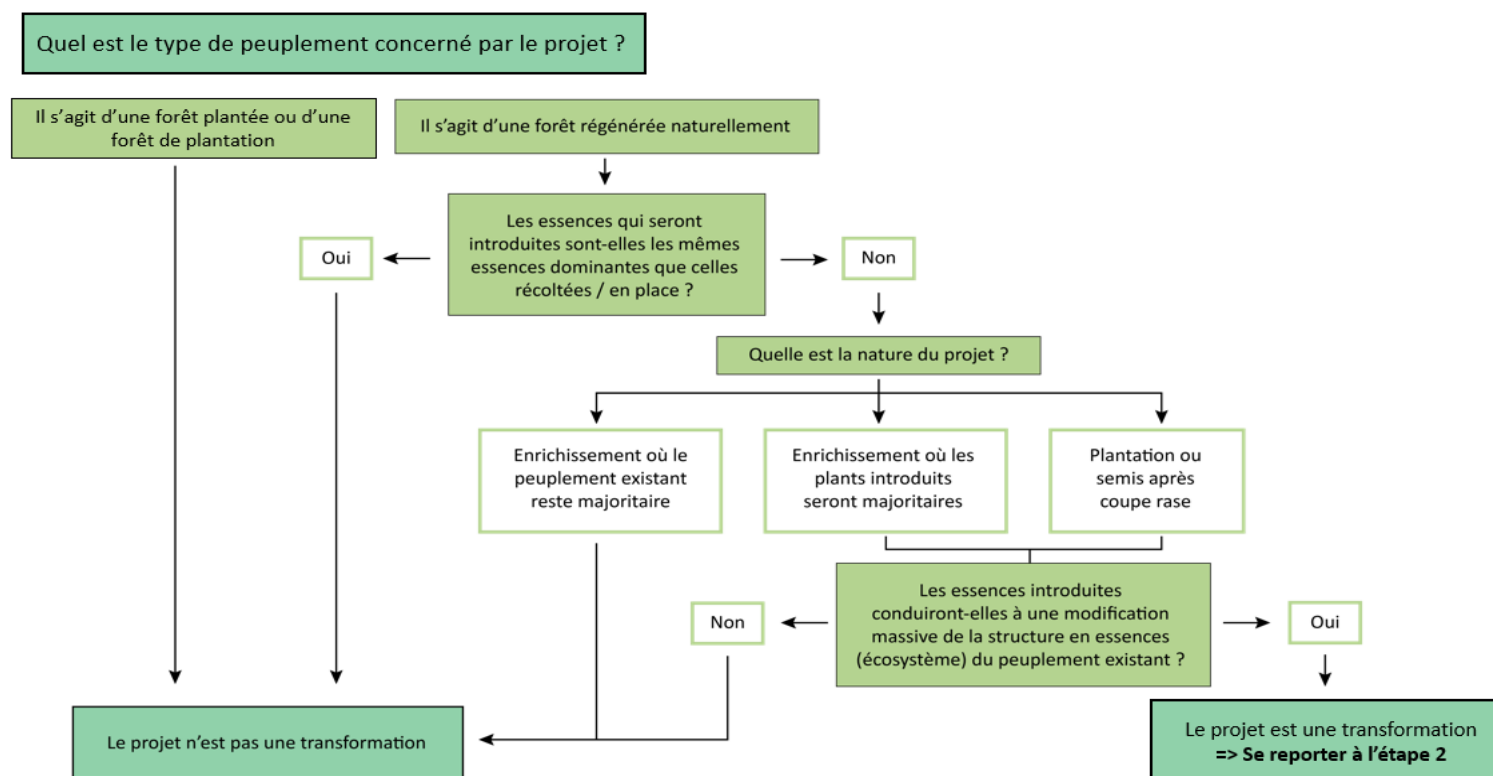 Quel est le type de peuplement concerné par le projet ?
Il s’agit d’une forêt plantée ou d’une
forêt de plantation
Il s’agit d’une forêt régénérée naturellement
Les essences qui seront
introduites sont-elles les mêmes
essences dominantes que celles
récoltées / en place ?
Oui
Non
Quelle est la nature du projet ?
Enrichissement où le
peuplement existant
reste majoritaire
Enrichissement où les
plants introduits
seront majoritaires
Plantation ou
semis après
coupe rase
Les essences introduites
conduiront-elles à une modification
massive de la structure en essences
(écosystème) du peuplement existant ?
Non
Oui
Le projet n’est pas une transformation
Le projet est une transformation
=> Se reporter à l’étape 2